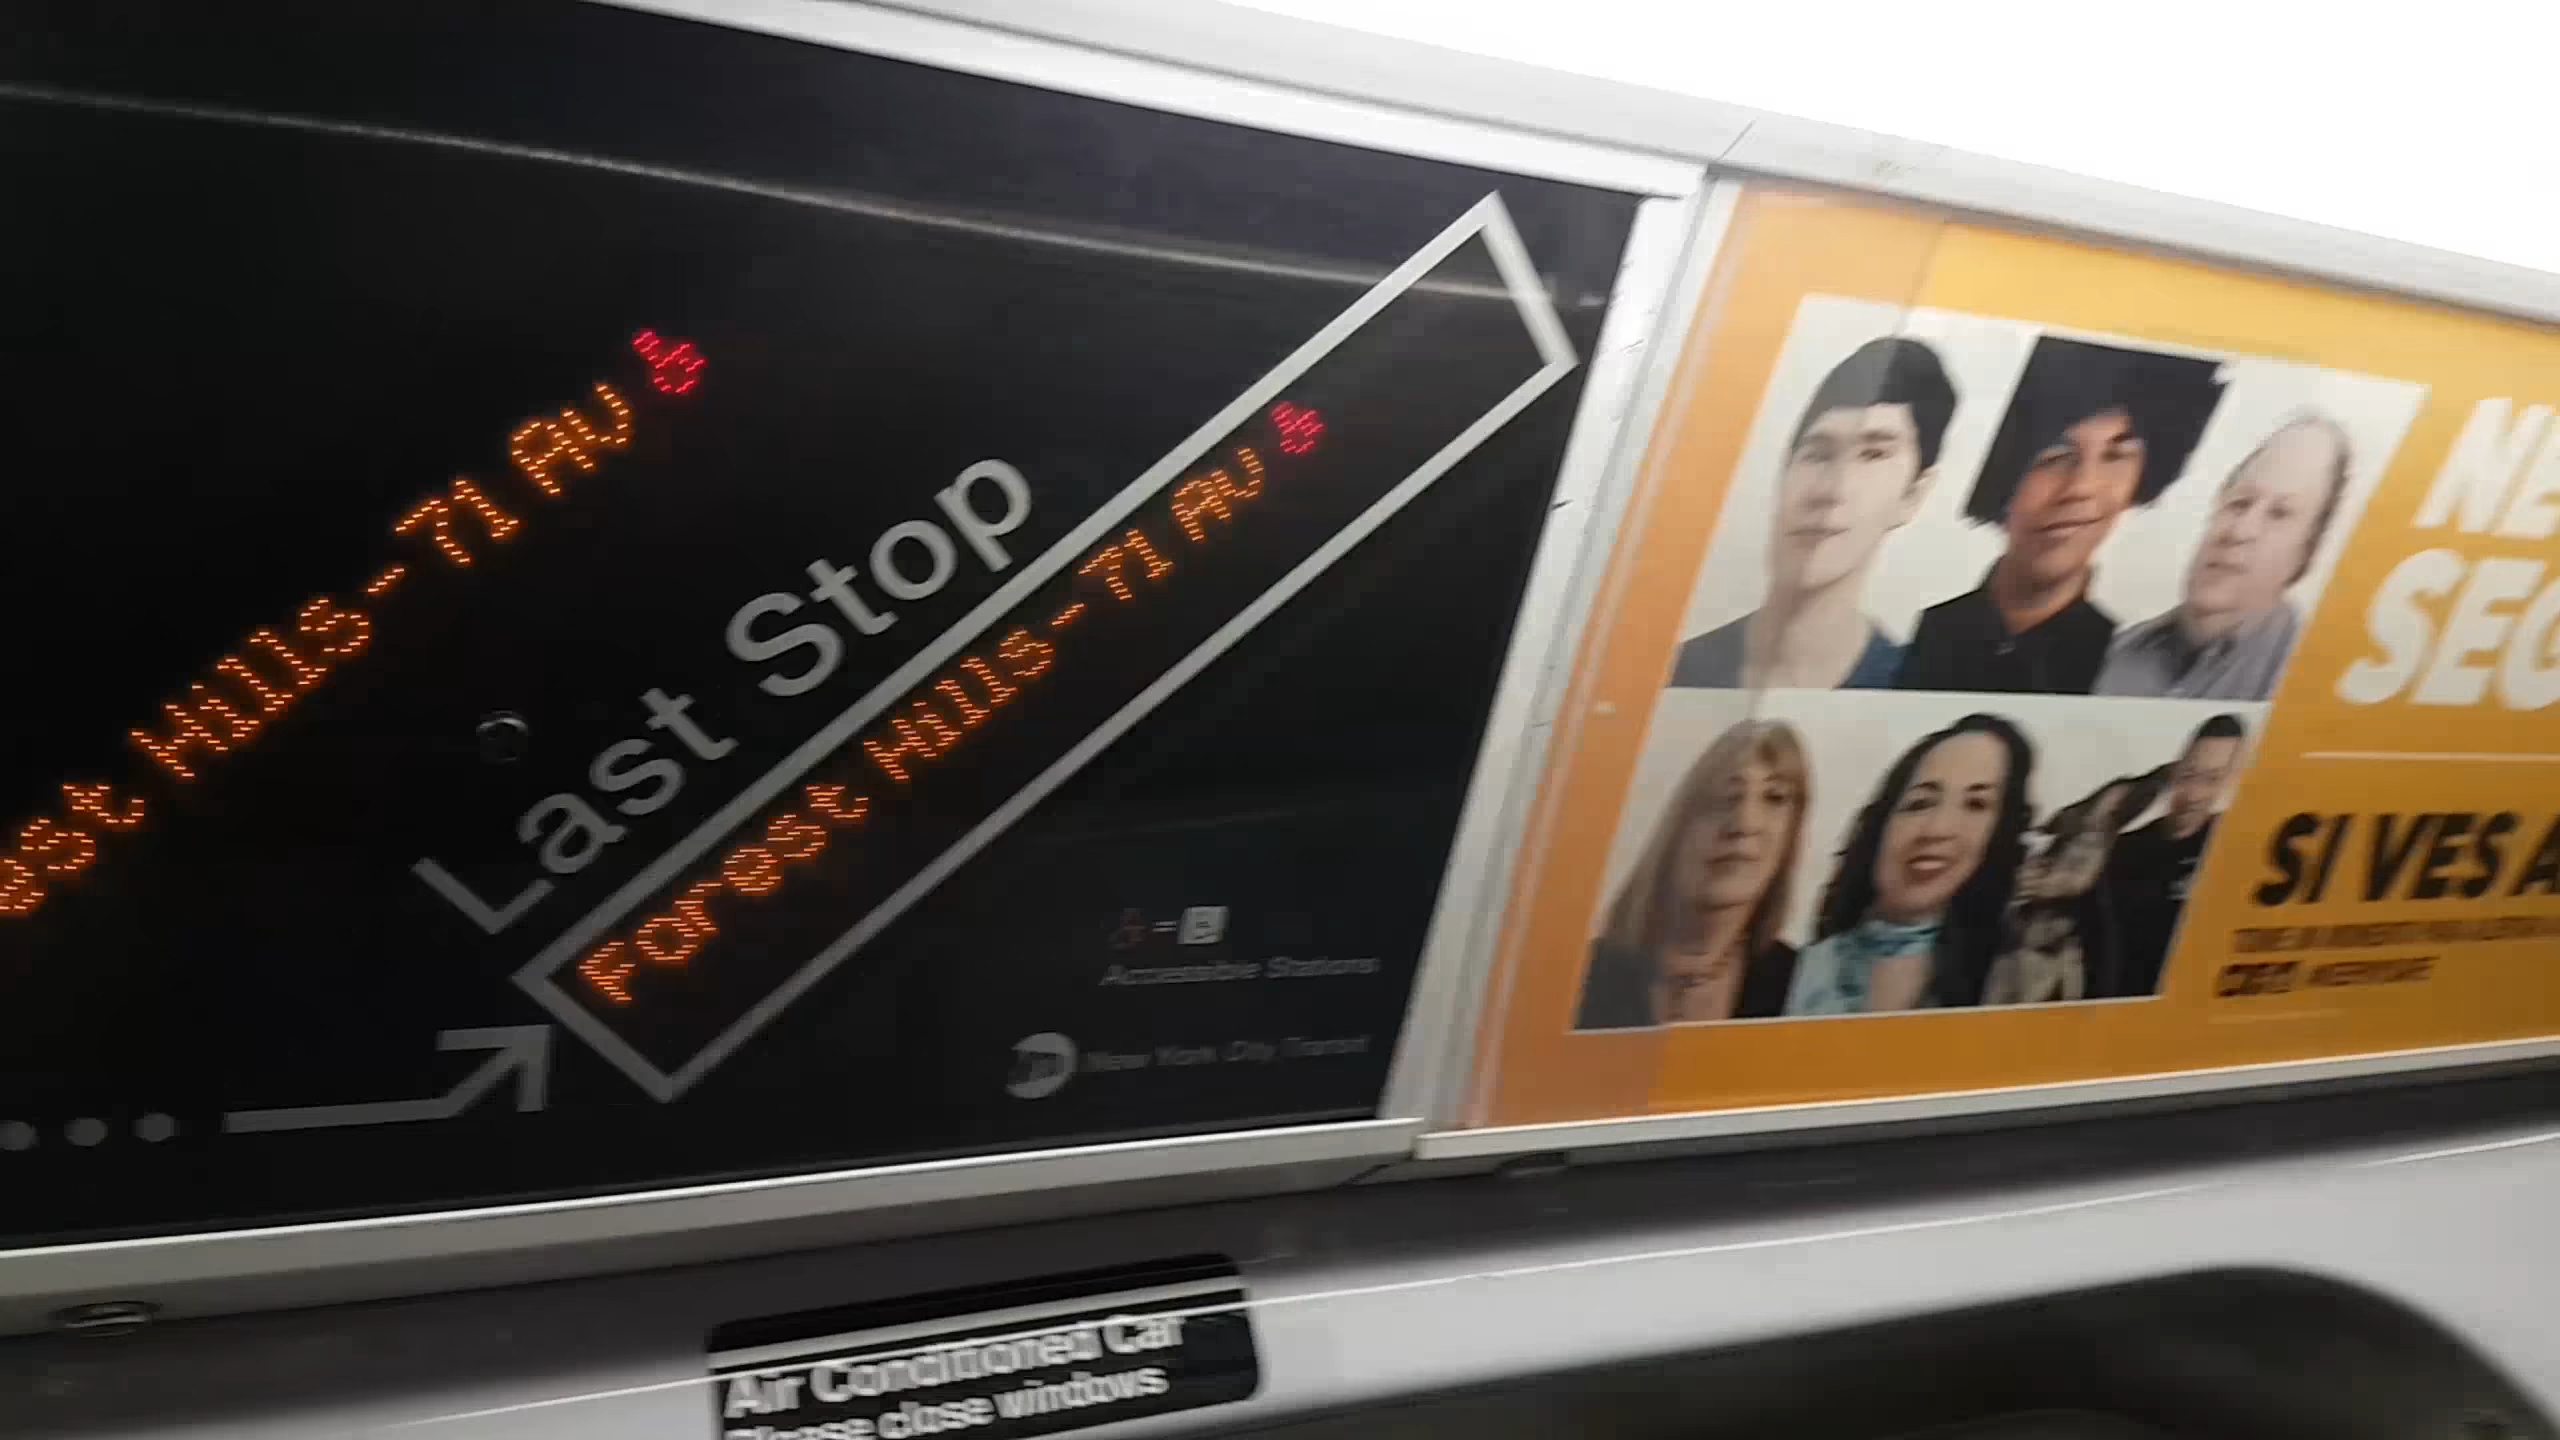 Hills-71 Av
Last Stop
Forest Hills-71 Av
Accessible Stations
New York City Transit
SI VES
Air Conditioned Car
Please close windows